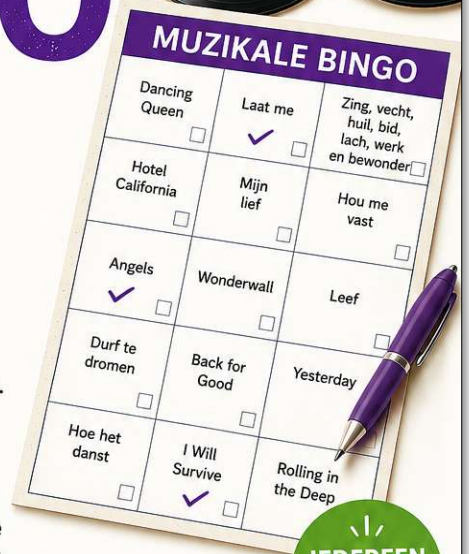 MUZIKALE BINGO
Dancing
Queen
Laat me
Zing, vecht,
huil, bid,
lach, werk
en bewonder
Hotel
California
Mijn
lief
Hou me
vast
Angels
Wonderwall
Leef
Durf te
dromen
Back for
Good
Yesterday
Hoe het
danst
I Will
Survive
Rolling in
the Deep
IEDEREEN